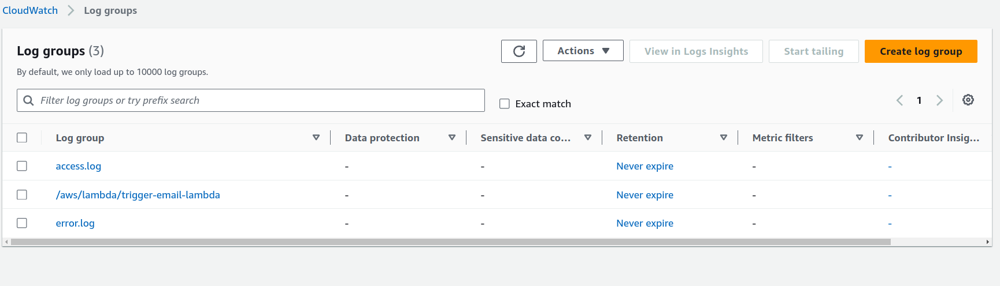 CloudWatch > Log groups
Log groups (3)
Actions
View in Logs Insights
Start tailing
Create log group
By default, we only load up to 10000 log groups.
Filter log groups or try prefix search
Exact match
1
Log group Data protection Sensitive data co... Retention Metric filters Contributor Insig...
access.log - - Never expire - -
/aws/lambda/trigger-email-lambda - - Never expire - -
error.log - - Never expire - -